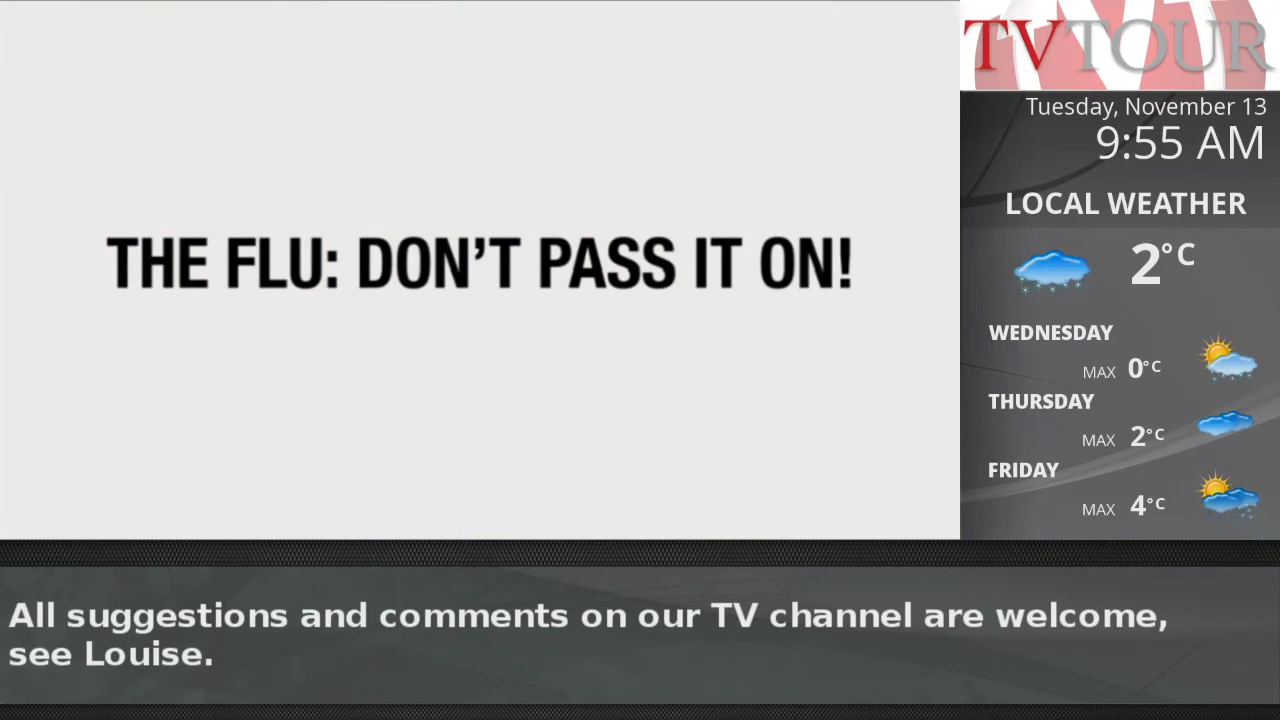 THE FLU: DON'T PASS IT ON!
TVTOUR
Tuesday, November 13
9:55 AM
LOCAL WEATHER
2°C
WEDNESDAY
MAX 0°C
THURSDAY
MAX 2°C
FRIDAY
MAX 4°C
All suggestions and comments on our TV channel are welcome,
see Louise.